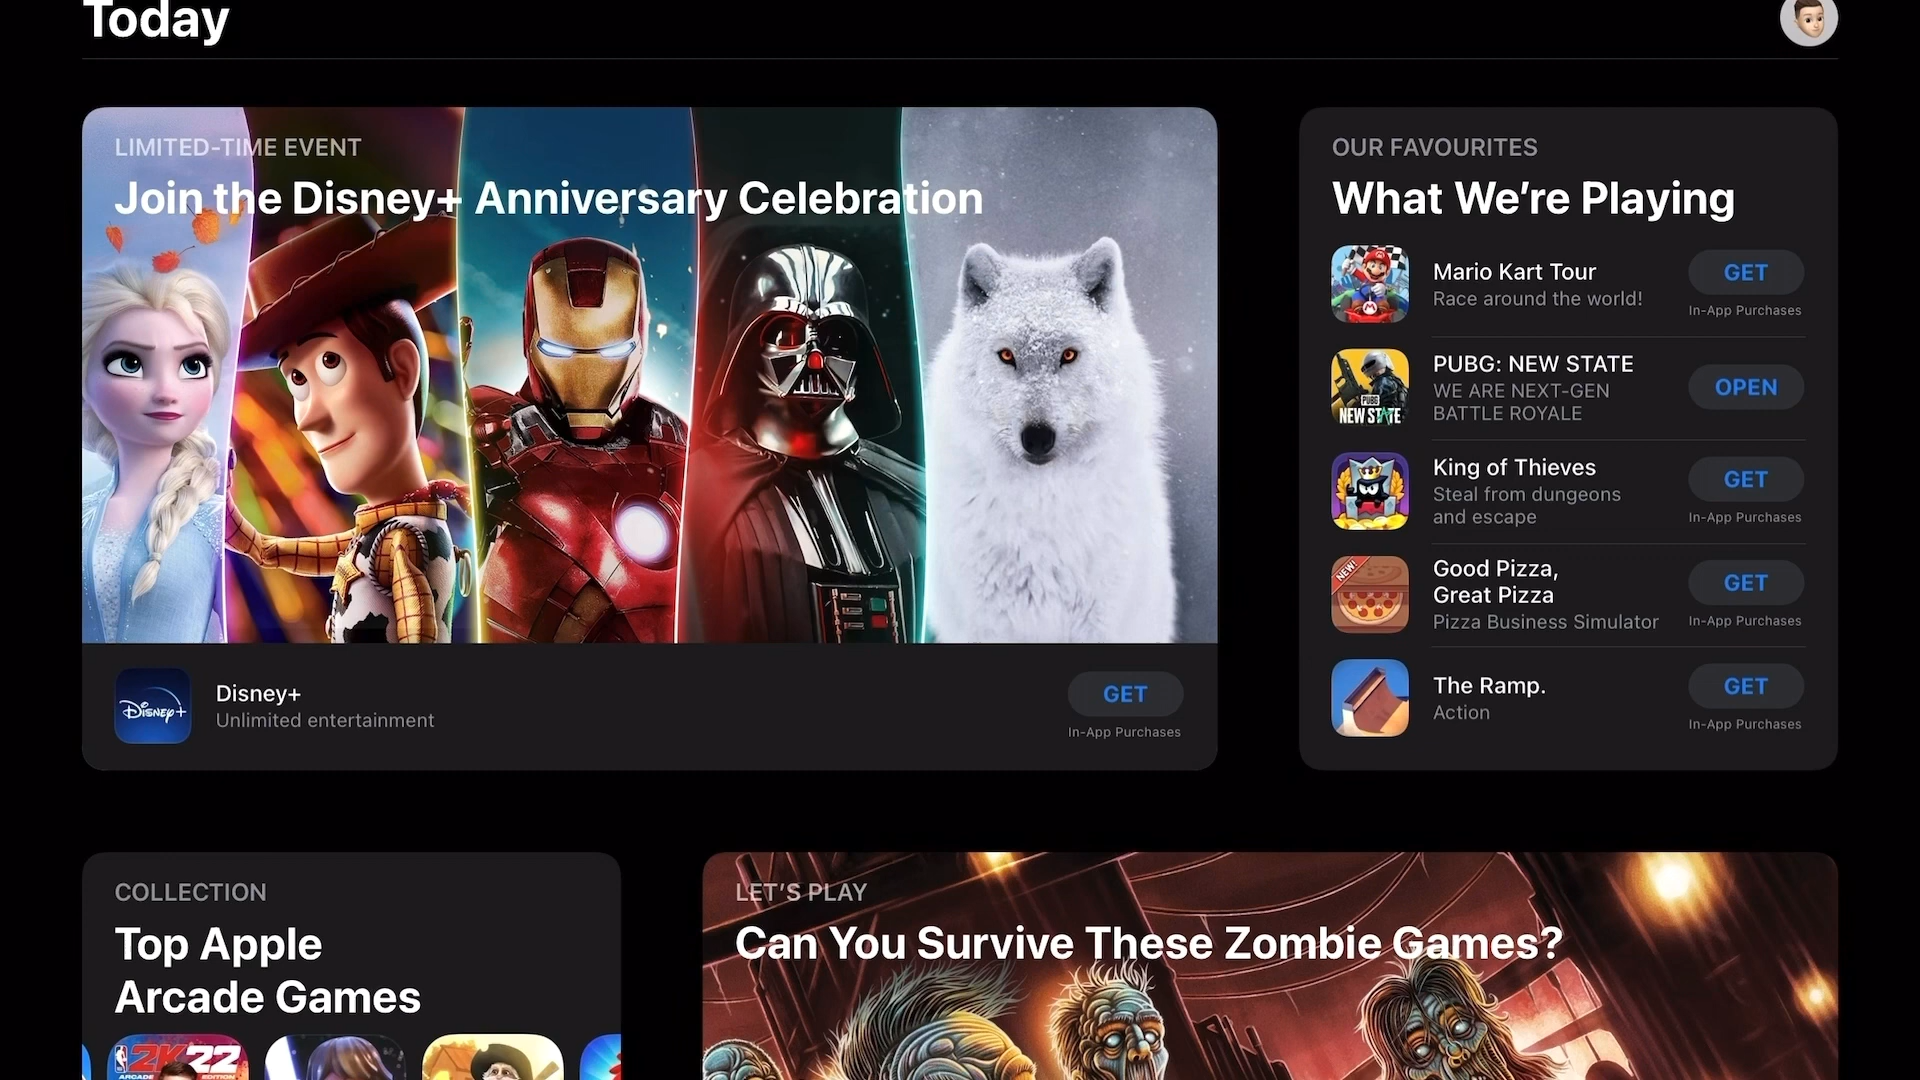 Today
LIMITED-TIME EVENT
Join the Disney+ Anniversary Celebration
Disney+
Disney+
Unlimited entertainment
GET
In-App Purchases
OUR FAVOURITES
What We’re Playing
Mario Kart Tour
Race around the world!
GET
In-App Purchases
PUBG
NEW STATE
PUBG: NEW STATE
WE ARE NEXT-GEN
BATTLE ROYALE
OPEN
King of Thieves
Steal from dungeons
and escape
GET
In-App Purchases
NEW!
Good Pizza,
Great Pizza
Pizza Business Simulator
GET
In-App Purchases
The Ramp.
Action
GET
In-App Purchases
COLLECTION
Top Apple
Arcade Games
NBA 2K22
ARCADE EDITION
LET’S PLAY
Can You Survive These Zombie Games?